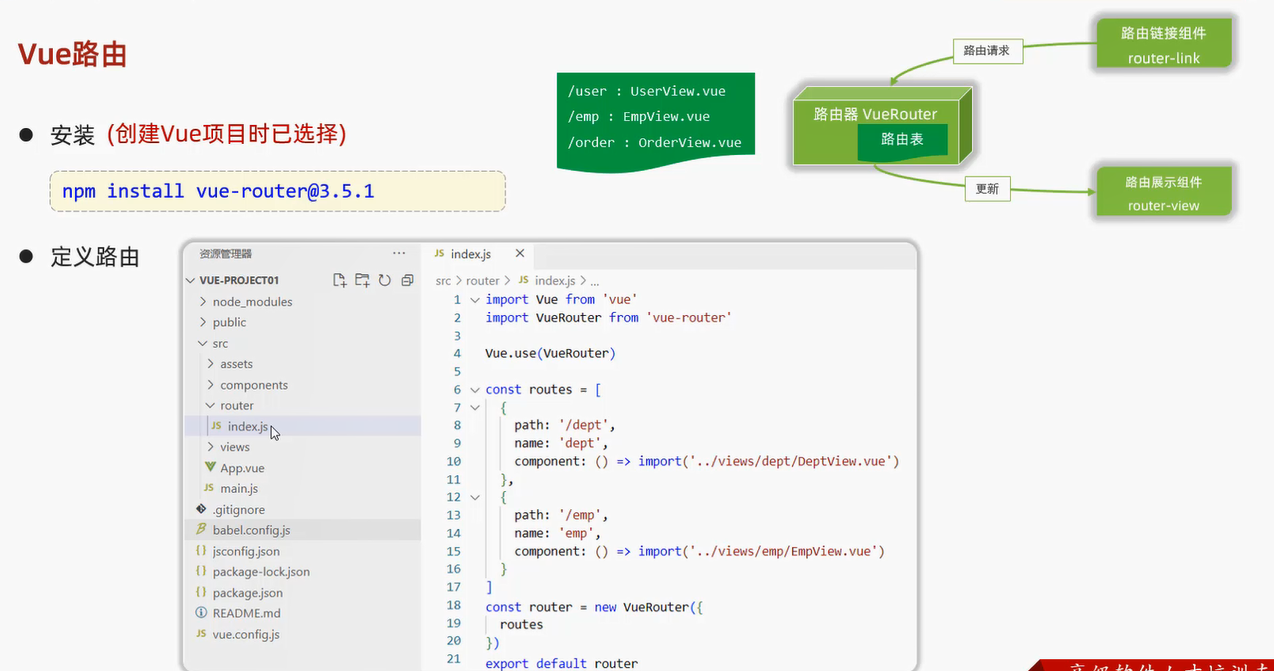 Vue路由
● 安装 (创建Vue项目时已选择)
npm install vue-router@3.5.1
● 定义路由
/user : UserView.vue
/emp : EmpView.vue
/order : OrderView.vue
路由器 VueRouter
路由表
路由请求
路由链接组件
router-link
更新
路由展示组件
router-view
资源管理器 ···
VUE-PROJECT01
node_modules
public
src
assets
components
router
JS index.js
views
App.vue
JS main.js
.gitignore
babel.config.js
{} jsconfig.json
{} package-lock.json
{} package.json
README.md
JS vue.config.js
JS index.js ×
src > router > JS index.js > ...
1 import Vue from 'vue'
2 import VueRouter from 'vue-router'
3
4 Vue.use(VueRouter)
5
6 const routes = [
7 {
8 path: '/dept',
9 name: 'dept',
10 component: () => import('../views/dept/DeptView.vue')
11 },
12 {
13 path: '/emp',
14 name: 'emp',
15 component: () => import('../views/emp/EmpView.vue')
16 }
17 ]
18 const router = new VueRouter({
19 routes
20 })
21 export default router